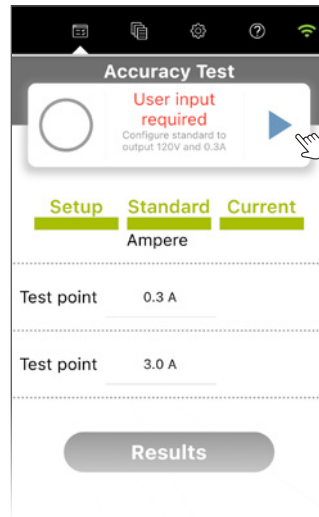 Accuracy Test
User input
required
Configure standard to
output 120V and 0.3A
Setup Standard Current
Ampere
Test point 0.3 A
Test point 3.0 A
Results